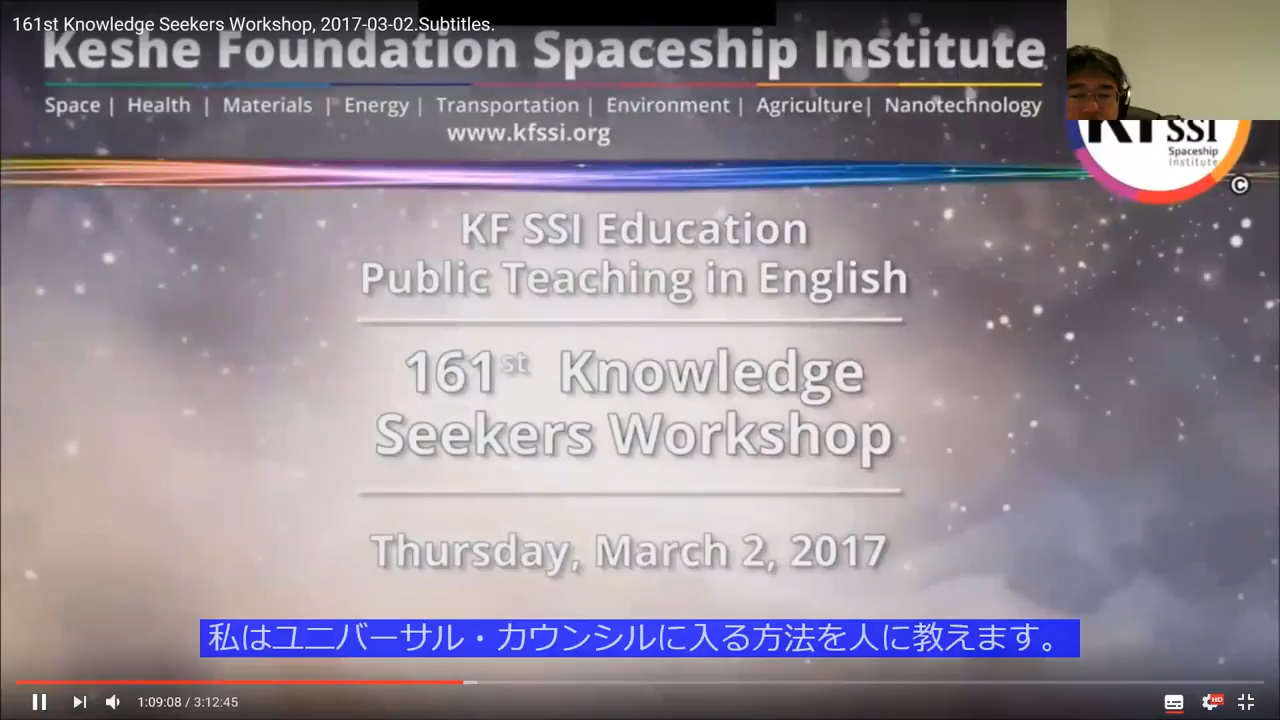 161st Knowledge Seekers Workshop, 2017-03-02.Subtitles.
Keshe Foundation Spaceship Institute
Space | Health | Materials | Energy | Transportation | Environment | Agriculture | Nanotechnology
www.kfssi.org
KF SSI
Spaceship
Institute
©
KF SSI Education
Public Teaching in English
161st Knowledge
Seekers Workshop
Thursday, March 2, 2017
私はユニバーサル・カウンシルに入る方法を人に教えます。
1:09:08 / 3:12:45
HD